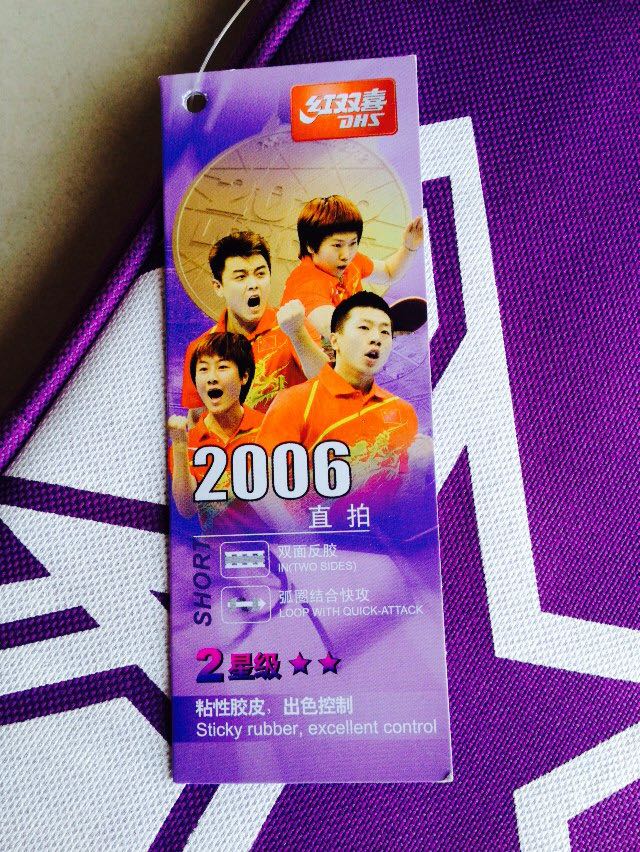 红双喜
DHS
2006
直拍
SHORT
双面反胶
IN(TWO SIDES)
弧圈结合快攻
LOOP WITH QUICK-ATTACK
2星级
粘性胶皮，出色控制
Sticky rubber, excellent control